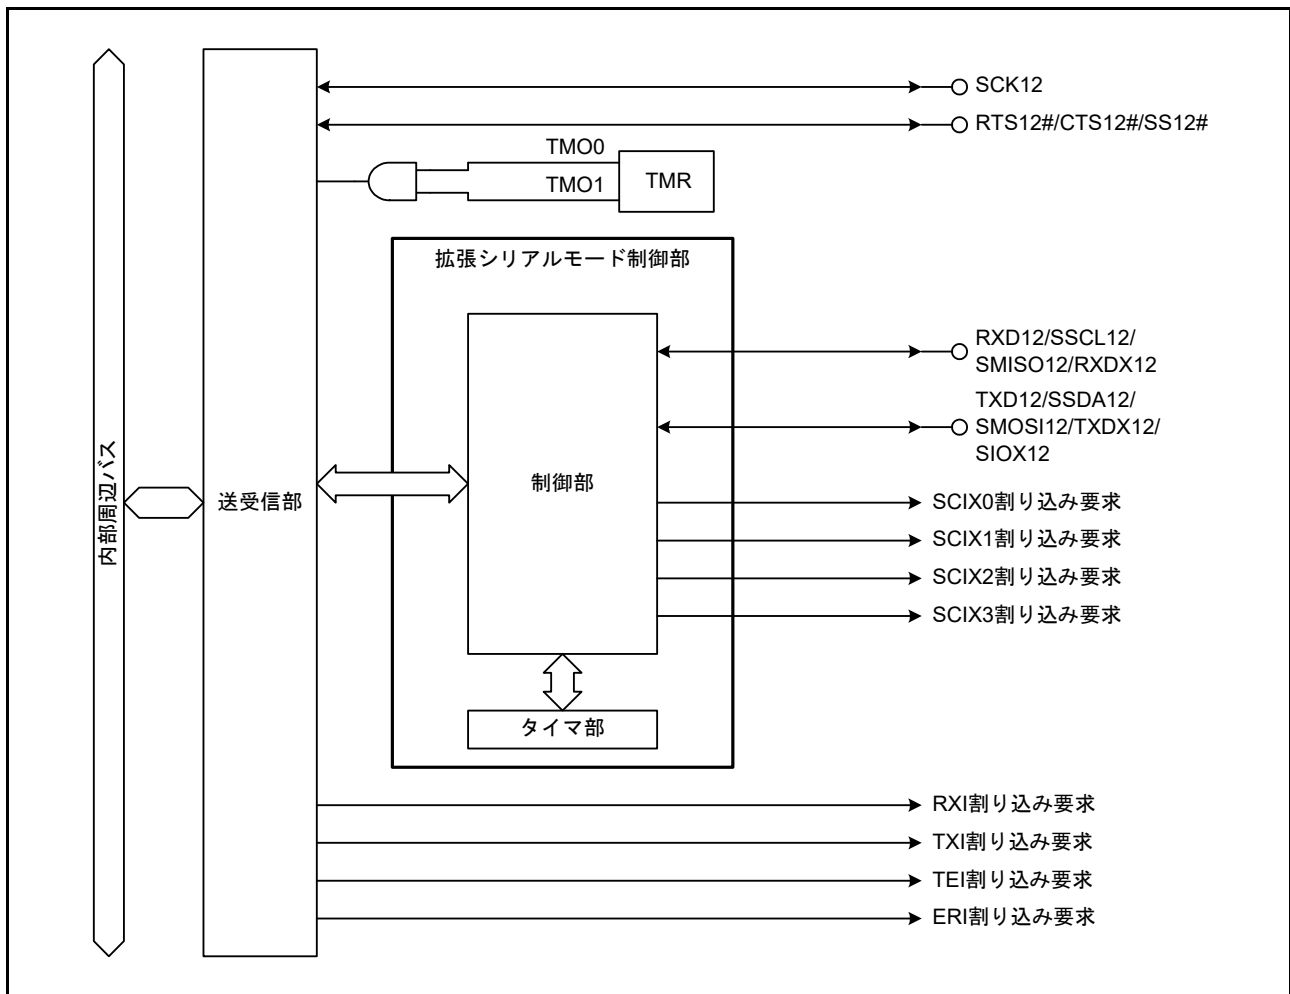 SCK12
RTS12#/CTS12#/SS12#
TMO0
TMO1
TMR
拡張シリアルモード制御部
RXD12/SSCL12/
SMISO12/RXDX12
TXD12/SSDA12/
SMOSI12/TXDX12/
SIOX12
内部周辺バス
送受信部
制御部
SCIX0割り込み要求
SCIX1割り込み要求
SCIX2割り込み要求
SCIX3割り込み要求
タイマ部
RXI割り込み要求
TXI割り込み要求
TEI割り込み要求
ERI割り込み要求